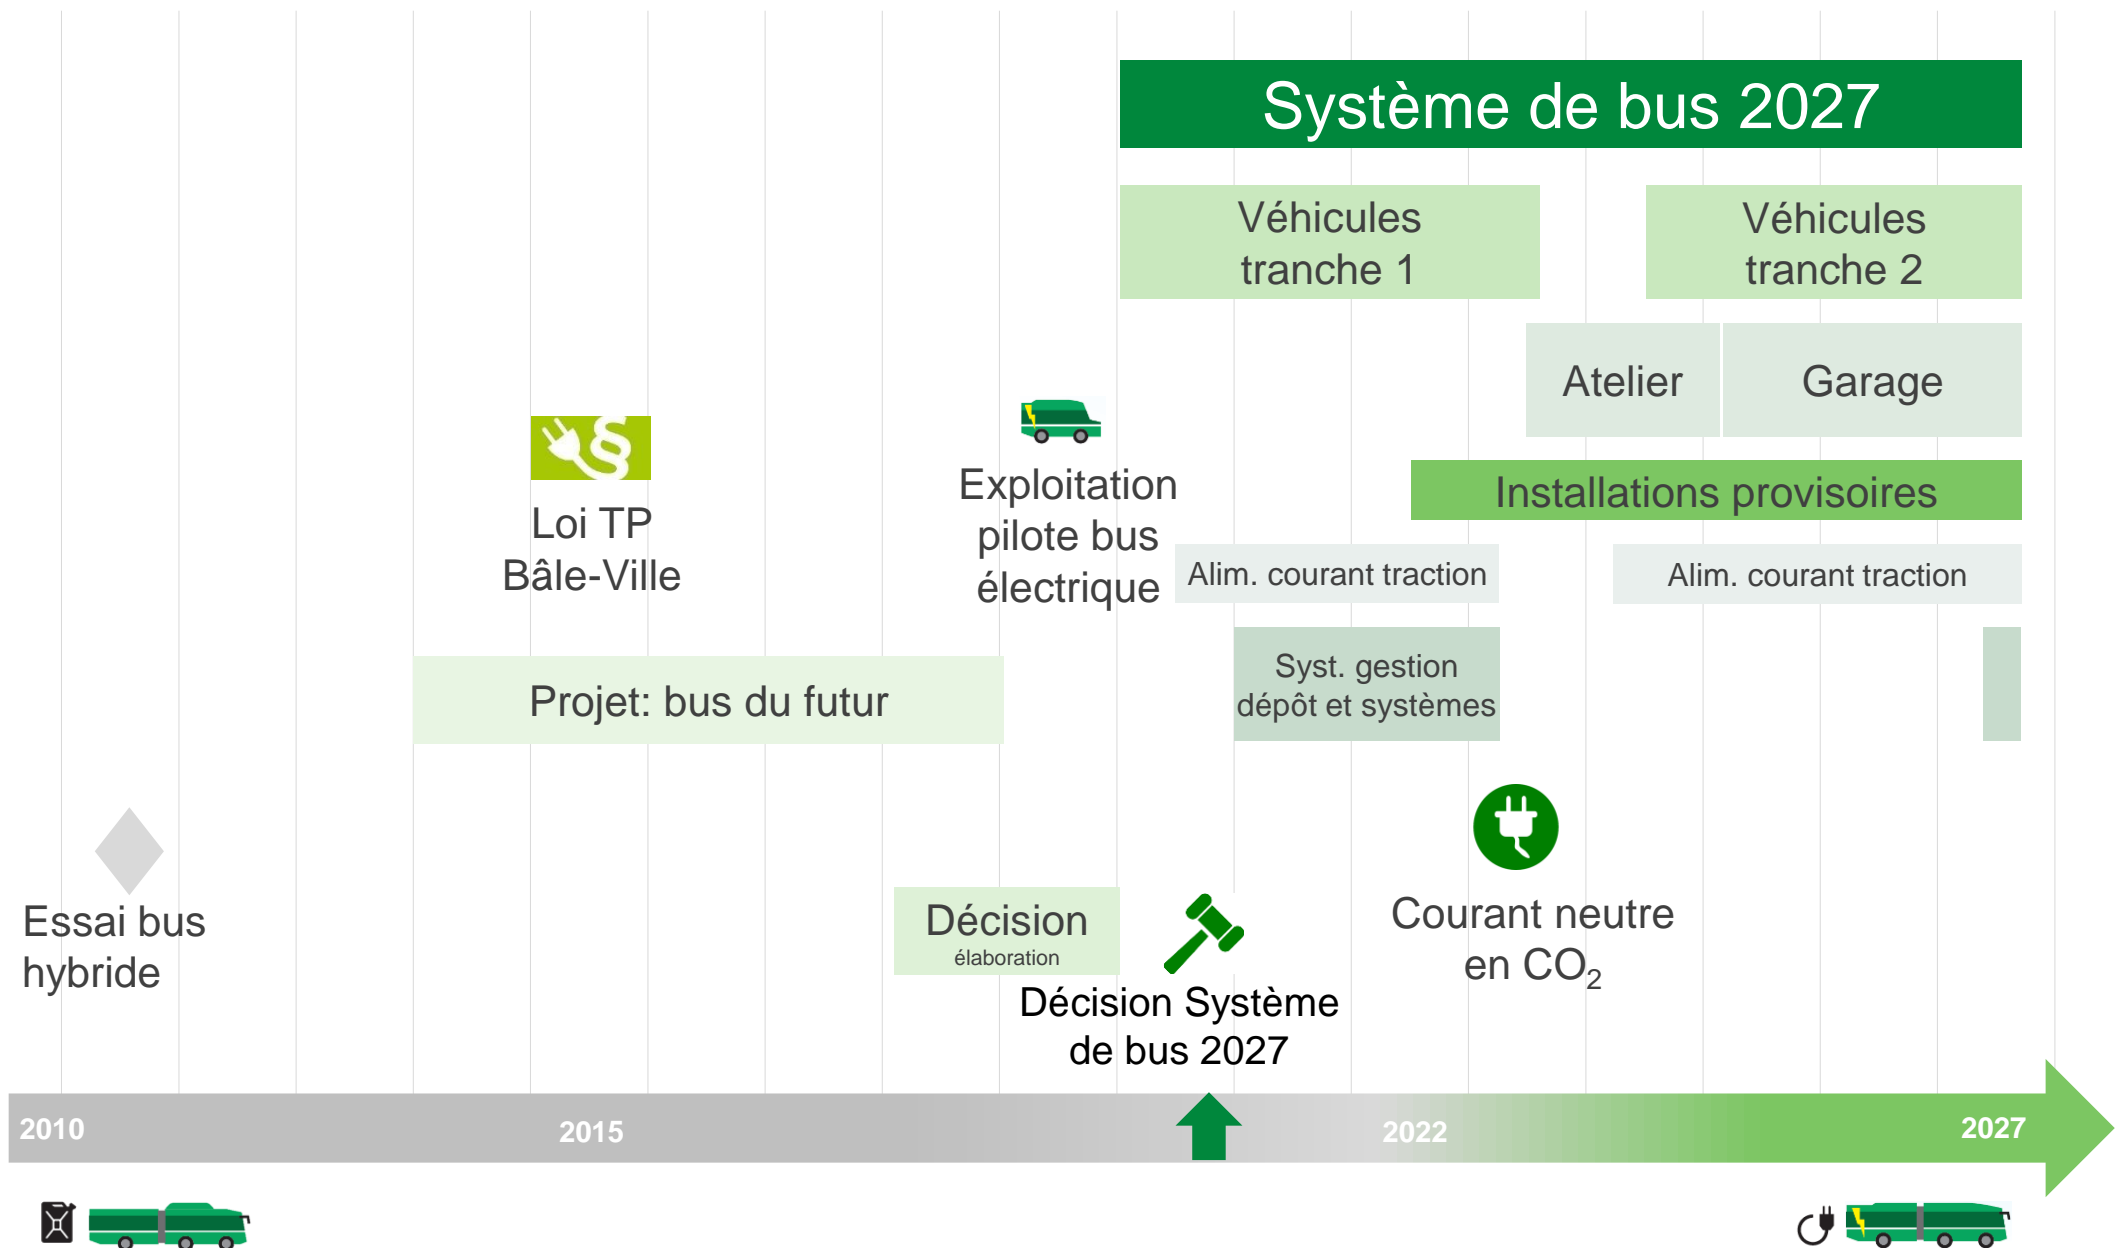 Système de bus 2027
Véhicules
tranche 1
Véhicules
tranche 2
Atelier
Garage
§
Loi TP
Bâle-Ville
Exploitation
pilote bus
électrique
Installations provisoires
Alim. courant traction
Alim. courant traction
Syst. gestion
dépôt et systèmes
Projet: bus du futur
Essai bus
hybride
Décision
élaboration
Décision Système
de bus 2027
Courant neutre
en CO₂
2010
2015
2022
2027